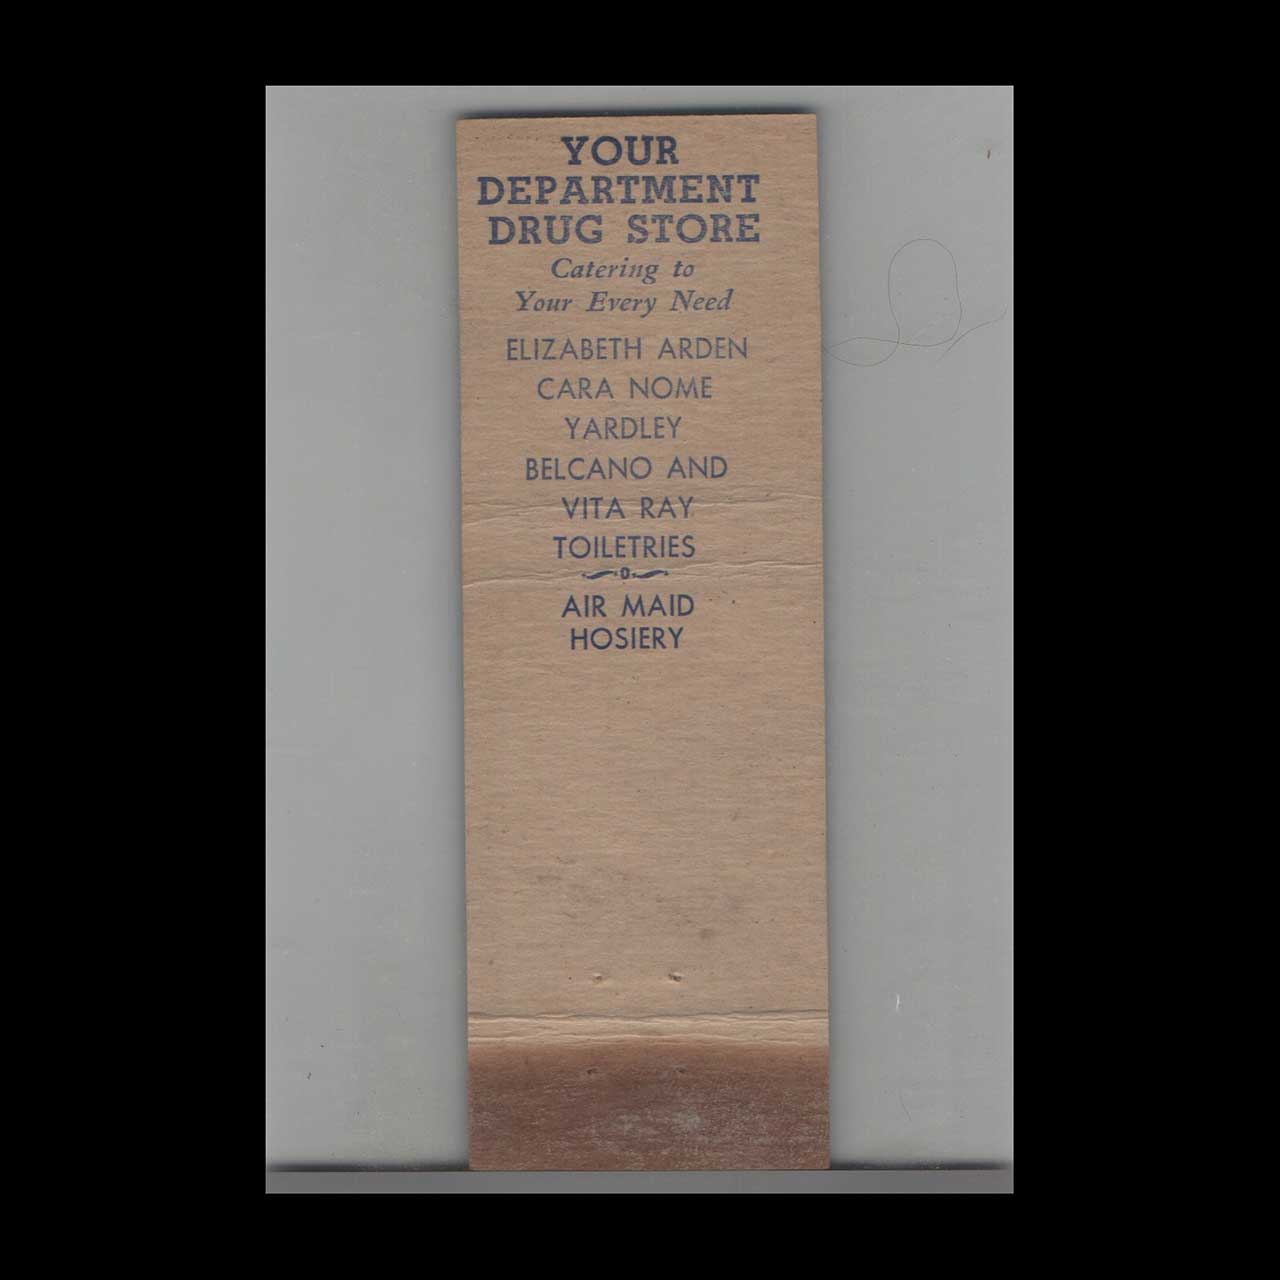 YOUR
DEPARTMENT
DRUG STORE
Catering to
Your Every Need
ELIZABETH ARDEN
CARA NOME
YARDLEY
BELCANO AND
VITA RAY
TOILETRIES
AIR MAID
HOSIERY